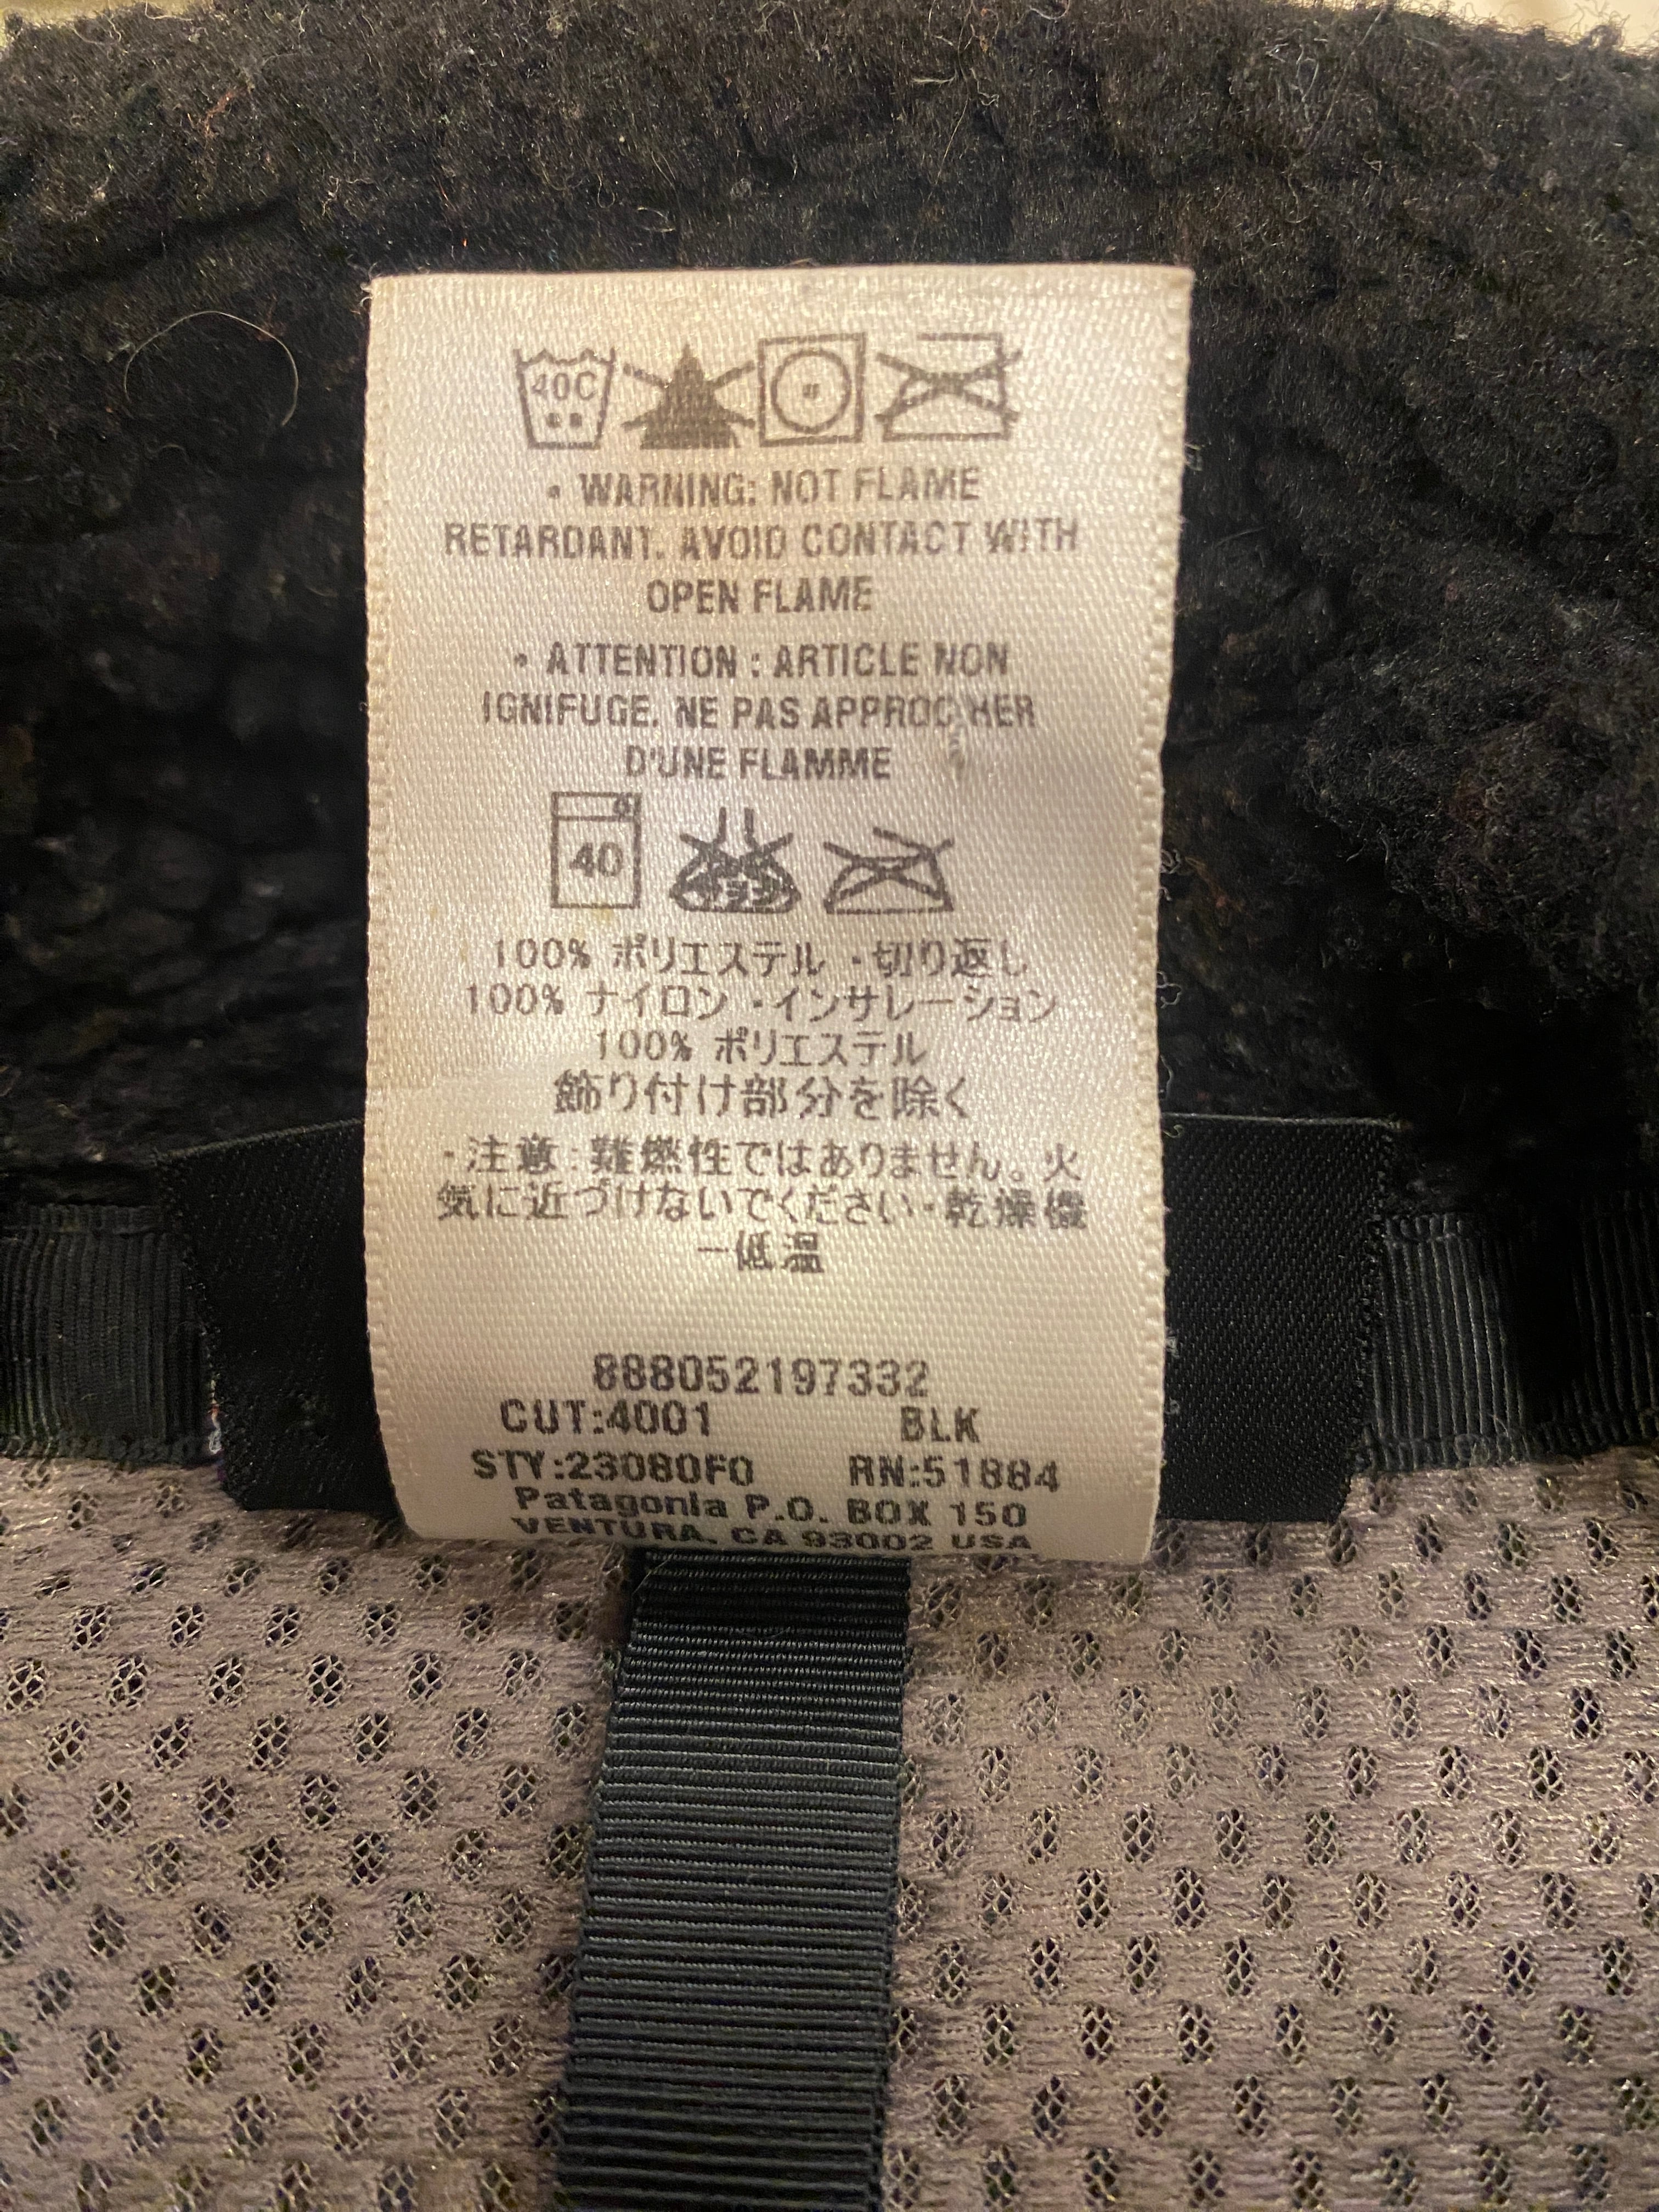 40C
• WARNING: NOT FLAME
RETARDANT. AVOID CONTACT WITH
OPEN FLAME
• ATTENTION : ARTICLE NON
IGNIFUGE. NE PAS APPROCHER
D'UNE FLAMME
40
100% ポリエステル ・切り返し
100% ナイロン ・インサレーション
100% ポリエステル
飾り付け部分を除く
・注意:難燃性ではありません。火
気に近づけないでください・乾燥機
ー低温
888052197332
CUT:4001 BLK
STY:23080F0 RN:51884
Patagonia P.O. BOX 150
VENTURA, CA 93002 USA